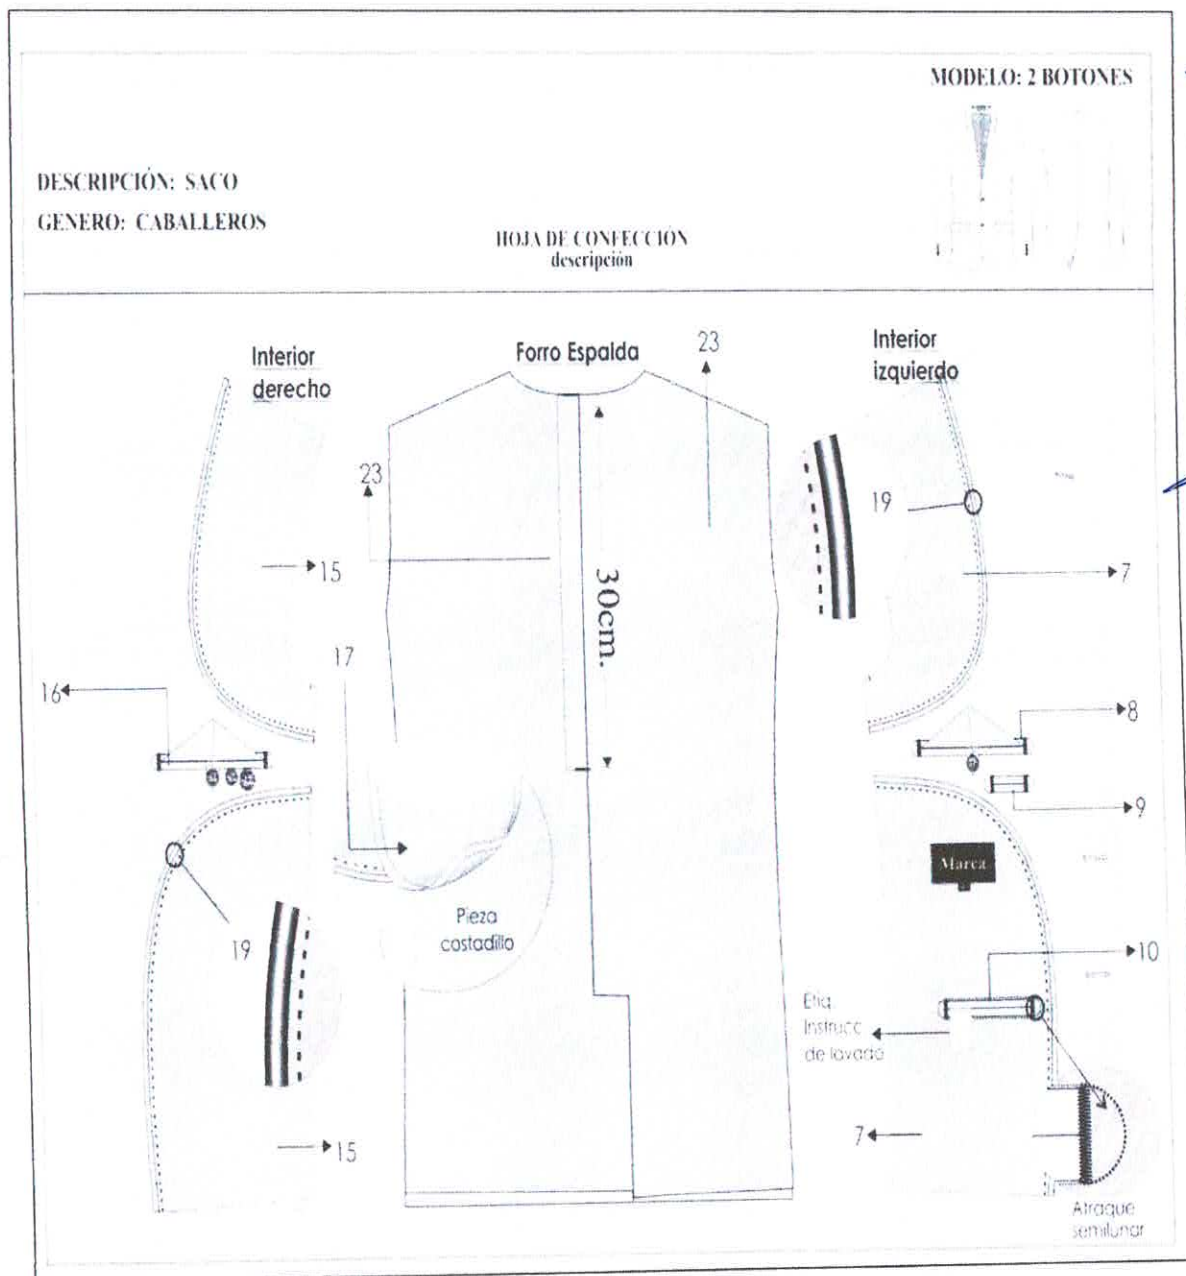 MODELO: 2 BOTONES
DESCRIPCIÓN: SACO
GENERO: CABALLEROS
HOJA DE CONFECCIÓN
descripción
Interior
derecho
Forro Espalda
23
Interior
izquierdo
23
19
15
7
30cm.
17
16
8
9
Marca
Pieza
costadillo
19
10
Etiq.
Instrucc
de lavado
15
7
Atraque
semilunar